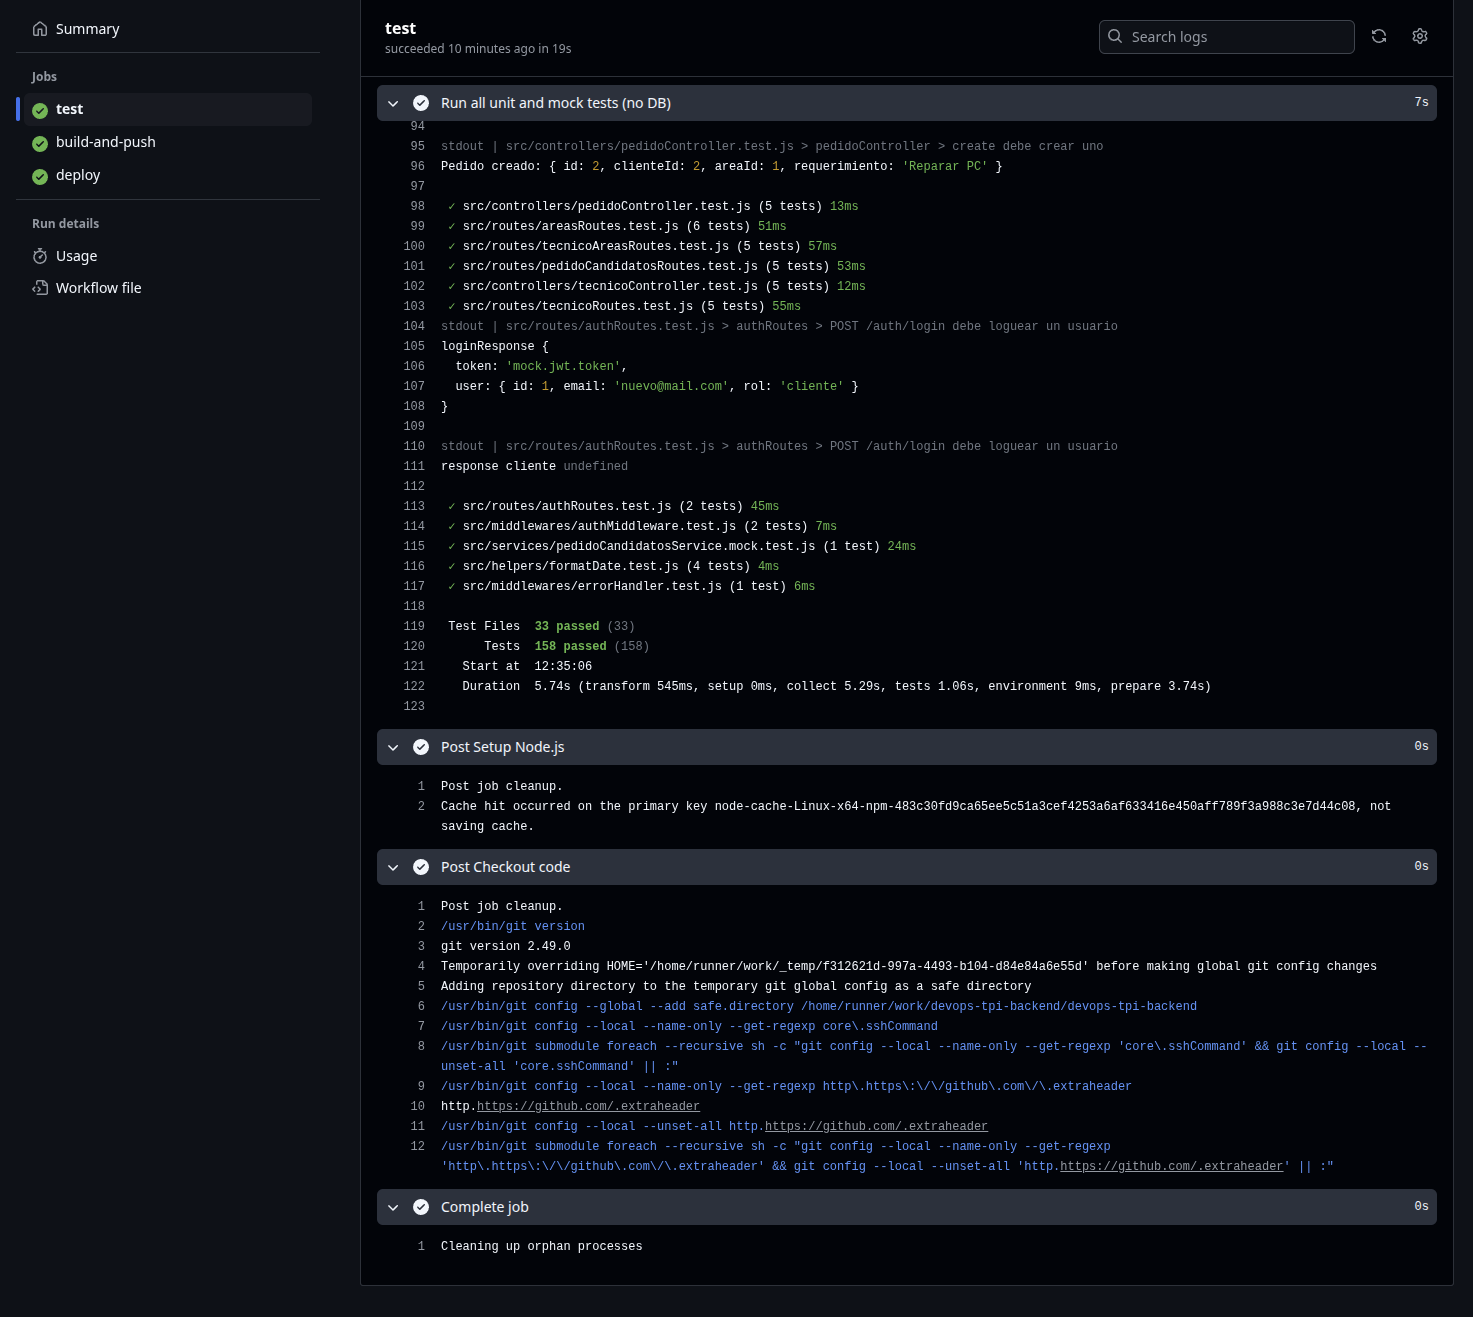 Summary
Jobs
test
build-and-push
deploy
Run details
Usage
Workflow file
test
succeeded 10 minutes ago in 19s
Search logs
Run all unit and mock tests (no DB) 7s
94
95 stdout | src/controllers/pedidoController.test.js > pedidoController > create debe crear uno
96 Pedido creado: { id: 2, clienteId: 2, areaId: 1, requerimiento: 'Reparar PC' }
97
98 ✓ src/controllers/pedidoController.test.js (5 tests) 13ms
99 ✓ src/routes/areasRoutes.test.js (6 tests) 51ms
100 ✓ src/routes/tecnicoAreasRoutes.test.js (5 tests) 57ms
101 ✓ src/routes/pedidoCandidatosRoutes.test.js (5 tests) 53ms
102 ✓ src/controllers/tecnicoController.test.js (5 tests) 12ms
103 ✓ src/routes/tecnicoRoutes.test.js (5 tests) 55ms
104 stdout | src/routes/authRoutes.test.js > authRoutes > POST /auth/login debe loguear un usuario
105 loginResponse {
106 token: 'mock.jwt.token',
107 user: { id: 1, email: 'nuevo@mail.com', rol: 'cliente' }
108 }
109
110 stdout | src/routes/authRoutes.test.js > authRoutes > POST /auth/login debe loguear un usuario
111 response cliente undefined
112
113 ✓ src/routes/authRoutes.test.js (2 tests) 45ms
114 ✓ src/middlewares/authMiddleware.test.js (2 tests) 7ms
115 ✓ src/services/pedidoCandidatosService.mock.test.js (1 test) 24ms
116 ✓ src/helpers/formatDate.test.js (4 tests) 4ms
117 ✓ src/middlewares/errorHandler.test.js (1 test) 6ms
118
119 Test Files 33 passed (33)
120 Tests 158 passed (158)
121 Start at 12:35:06
122 Duration 5.74s (transform 545ms, setup 0ms, collect 5.29s, tests 1.06s, environment 9ms, prepare 3.74s)
123
Post Setup Node.js 0s
1 Post job cleanup.
2 Cache hit occurred on the primary key node-cache-Linux-x64-npm-483c30fd9ca65ee5c51a3cef4253a6af633416e450aff789f3a988c3e7d44c08, not
saving cache.
Post Checkout code 0s
1 Post job cleanup.
2 /usr/bin/git version
3 git version 2.49.0
4 Temporarily overriding HOME='/home/runner/work/_temp/f312621d-997a-4493-b104-d84e84a6e55d' before making global git config changes
5 Adding repository directory to the temporary git global config as a safe directory
6 /usr/bin/git config --global --add safe.directory /home/runner/work/devops-tpi-backend/devops-tpi-backend
7 /usr/bin/git config --local --name-only --get-regexp core\.sshCommand
8 /usr/bin/git submodule foreach --recursive sh -c "git config --local --name-only --get-regexp 'core\.sshCommand' && git config --local --
unset-all 'core.sshCommand' || :"
9 /usr/bin/git config --local --name-only --get-regexp http\.https\:\/\/github\.com\/\.extraheader
10 http.https://github.com/.extraheader
11 /usr/bin/git config --local --unset-all http.https://github.com/.extraheader
12 /usr/bin/git submodule foreach --recursive sh -c "git config --local --name-only --get-regexp
'http\.https\:\/\/github\.com\/\.extraheader' && git config --local --unset-all 'http.https://github.com/.extraheader' || :"
Complete job 0s
1 Cleaning up orphan processes